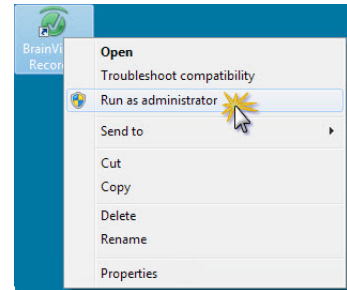 BrainVi
Recor
Open
Troubleshoot compatibility
Run as administrator
Send to
Cut
Copy
Delete
Rename
Properties